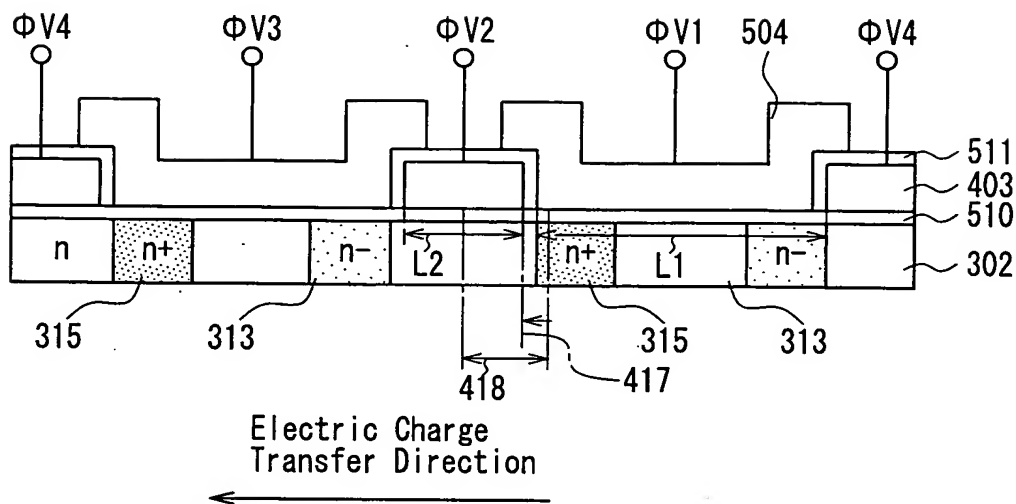 ΦV4 ΦV3 ΦV2 ΦV1 ΦV4
504
511
403
510
n n+ n- L2 n+ L1 n- 302
315 313 418 417 315 313
Electric Charge
Transfer Direction